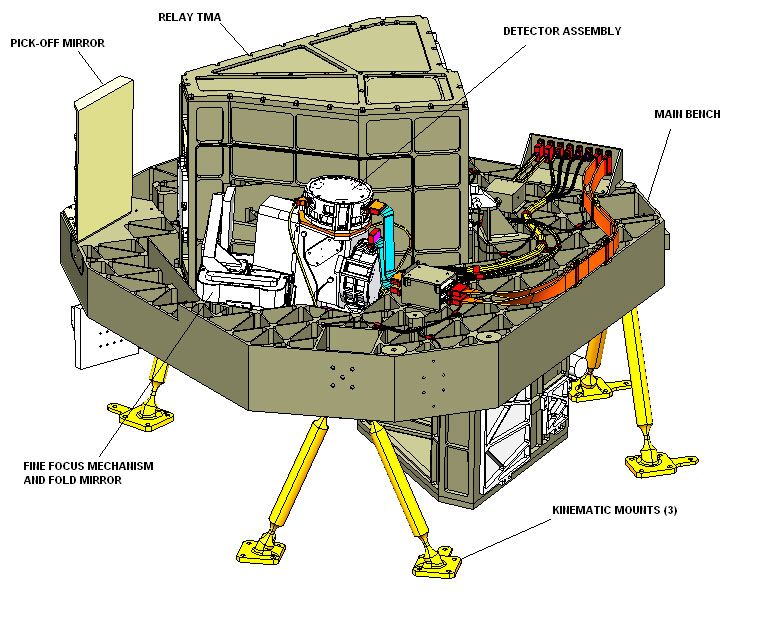 RELAY TMA
DETECTOR ASSEMBLY
PICK-OFF MIRROR
MAIN BENCH
FINE FOCUS MECHANISM
AND FOLD MIRROR
KINEMATIC MOUNTS (3)